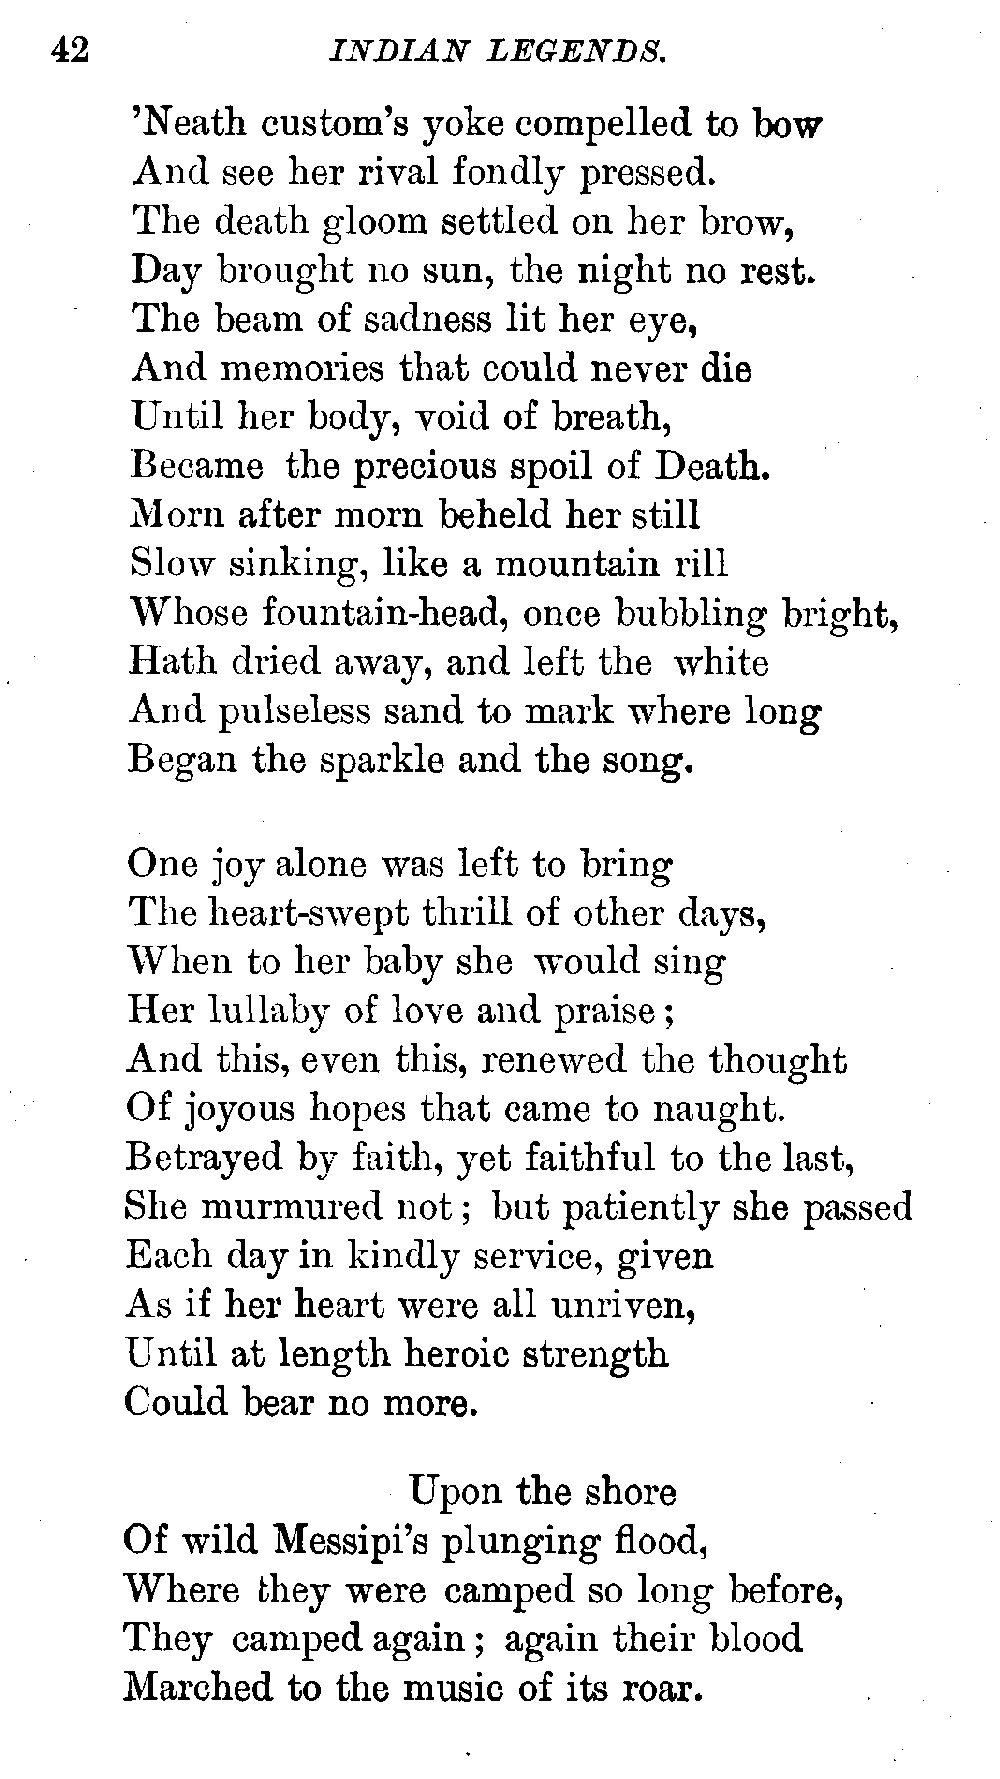 42 INDIAN LEGENDS.
'Neath custom's yoke compelled to bow
And see her rival fondly pressed.
The death gloom settled on her brow,
Day brought no sun, the night no rest.
The beam of sadness lit her eye,
And memories that could never die
Until her body, void of breath,
Became the precious spoil of Death.
Morn after morn beheld her still
Slow sinking, like a mountain rill
Whose fountain-head, once bubbling bright,
Hath dried away, and left the white
And pulseless sand to mark where long
Began the sparkle and the song.
One joy alone was left to bring
The heart-swept thrill of other days,
When to her baby she would sing
Her lullaby of love and praise;
And this, even this, renewed the thought
Of joyous hopes that came to naught.
Betrayed by faith, yet faithful to the last,
She murmured not; but patiently she passed
Each day in kindly service, given
As if her heart were all unriven,
Until at length heroic strength
Could bear no more.
Upon the shore
Of wild Messipi's plunging flood,
Where they were camped so long before,
They camped again; again their blood
Marched to the music of its roar.